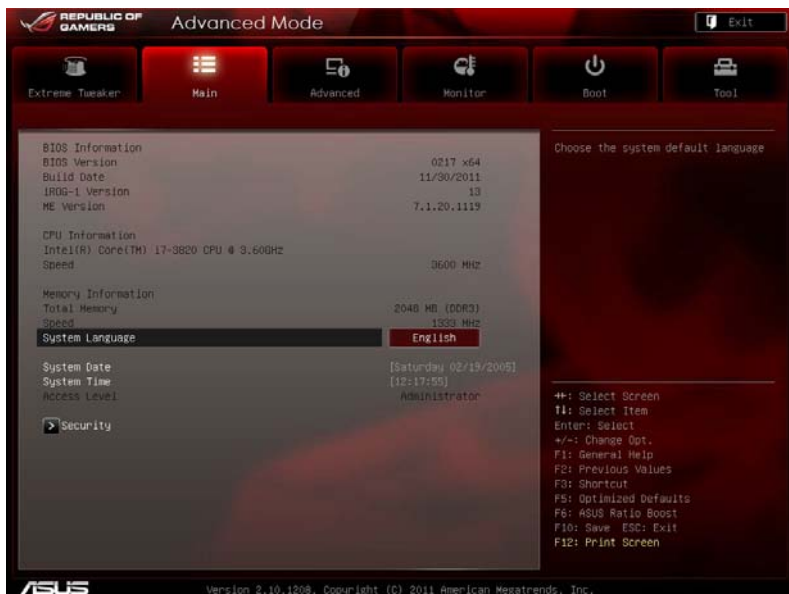 REPUBLIC OF GAMERS
Advanced Mode
Exit
Extreme Tweaker
Main
Advanced
Monitor
Boot
Tool
BIOS Information
BIOS Version 0217 x64
Build Date 11/30/2011
iROG-1 Version 13
ME Version 7.1.20.1119
CPU Information
Intel(R) Core(TM) i7-3820 CPU @ 3.60GHz
Speed 3600 MHz
Memory Information
Total Memory 2048 MB (DDR3)
Speed 1333 MHz
System Language English
System Date [Saturday 02/19/2005]
System Time [12:17:55]
Access Level Administrator
> Security
Choose the system default language
→←: Select Screen
↑↓: Select Item
Enter: Select
+/-: Change Opt.
F1: General Help
F2: Previous Values
F3: Shortcut
F5: Optimized Defaults
F6: ASUS Ratio Boost
F10: Save ESC: Exit
F12: Print Screen
ASUS
Version 2.10.1208. Copyright (C) 2011 American Megatrends, Inc.